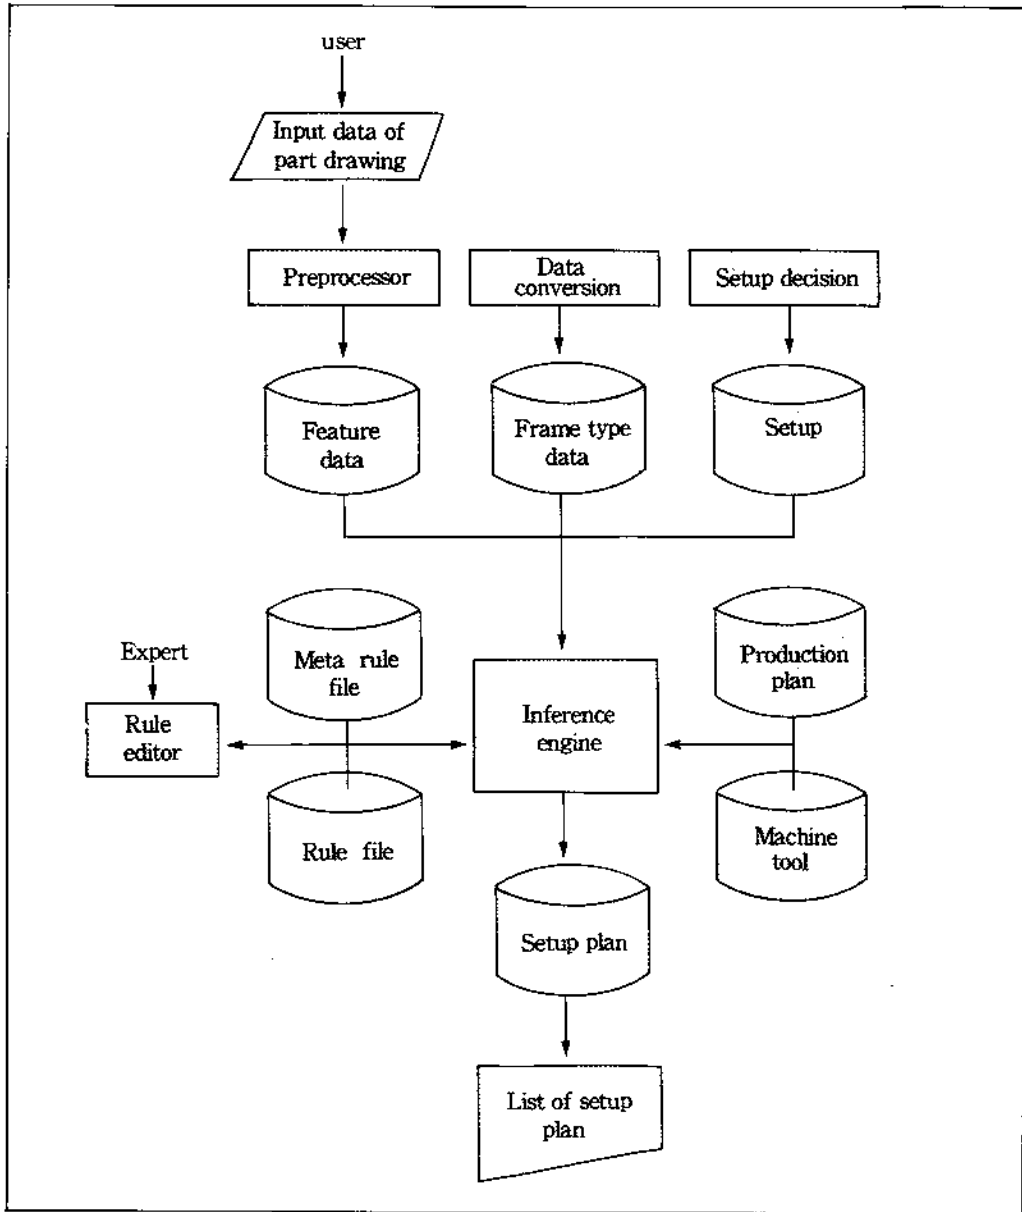 user
Input data of
part drawing
Preprocessor
Data
conversion
Setup decision
Feature
data
Frame type
data
Setup
Expert
Rule
editor
Meta rule
file
Rule file
Inference
engine
Production
plan
Machine
tool
Setup plan
List of setup
plan